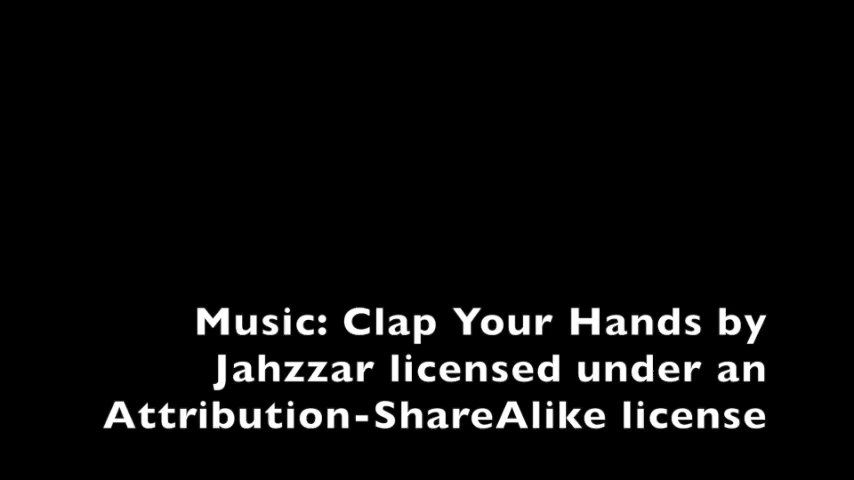 Music: Clap Your Hands by
Jahzzar licensed under an
Attribution-ShareAlike license